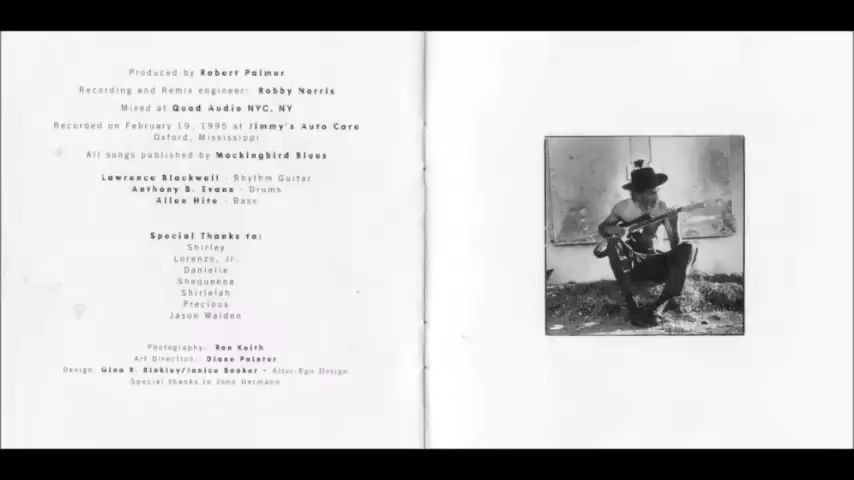 Produced by Robert Palmer
Recording and Remix engineer: Robby Norris
Mixed at Quad Audio NYC, NY
Recorded on February 19, 1995 at Jimmy's Auto Care
Oxford, Mississippi
All songs published by Mockingbird Blues
Lawrence Blackwell - Rhythm Guitar
Anthony B. Evans - Drums
Allen Hite - Bass
Special Thanks to:
Shirley
Lorenzo, Jr.
Danielle
Shequeena
Shirleiah
Precious
Jason Walden
Photography: Ron Keith
Art Direction: Diane Painter
Design: Gina R. Binkley/Janice Booker • Alter-Ego Design
Special thanks to John Hermann